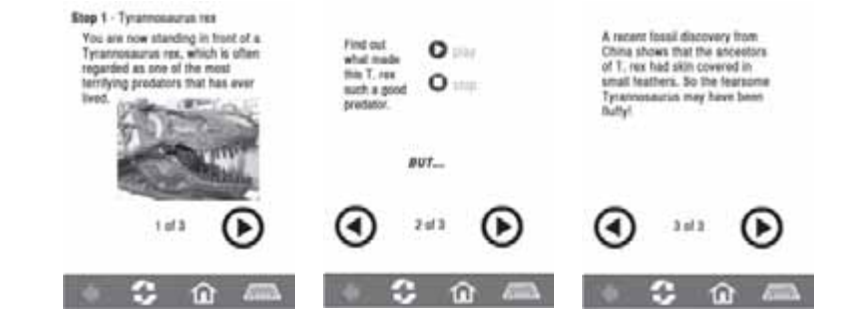 Stop 1 - Tyrannosaurus rex
You are now standing in front of a
Tyrannosaurus rex, which is often
regarded as one of the most
terrifying predators that has ever
lived.
1 of 3
Find out
what made
this T. rex
such a good
predator.
play
stop
BUT...
2 of 3
A recent fossil discovery from
China shows that the ancestors
of T. rex had skin covered in
small feathers. So the fearsome
Tyrannosaurus may have been
fluffy!
3 of 3